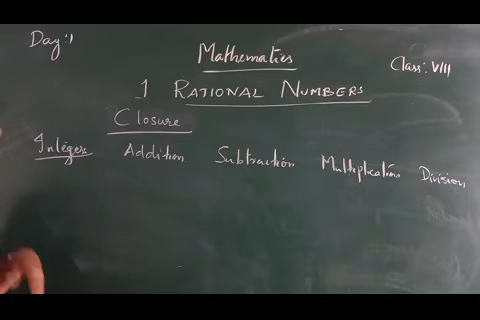 Day:1
Mathematics
Class: VIII
1 RATIONAL NUMBERS
Closure
Integers Addition Subtraction Multiplication Division